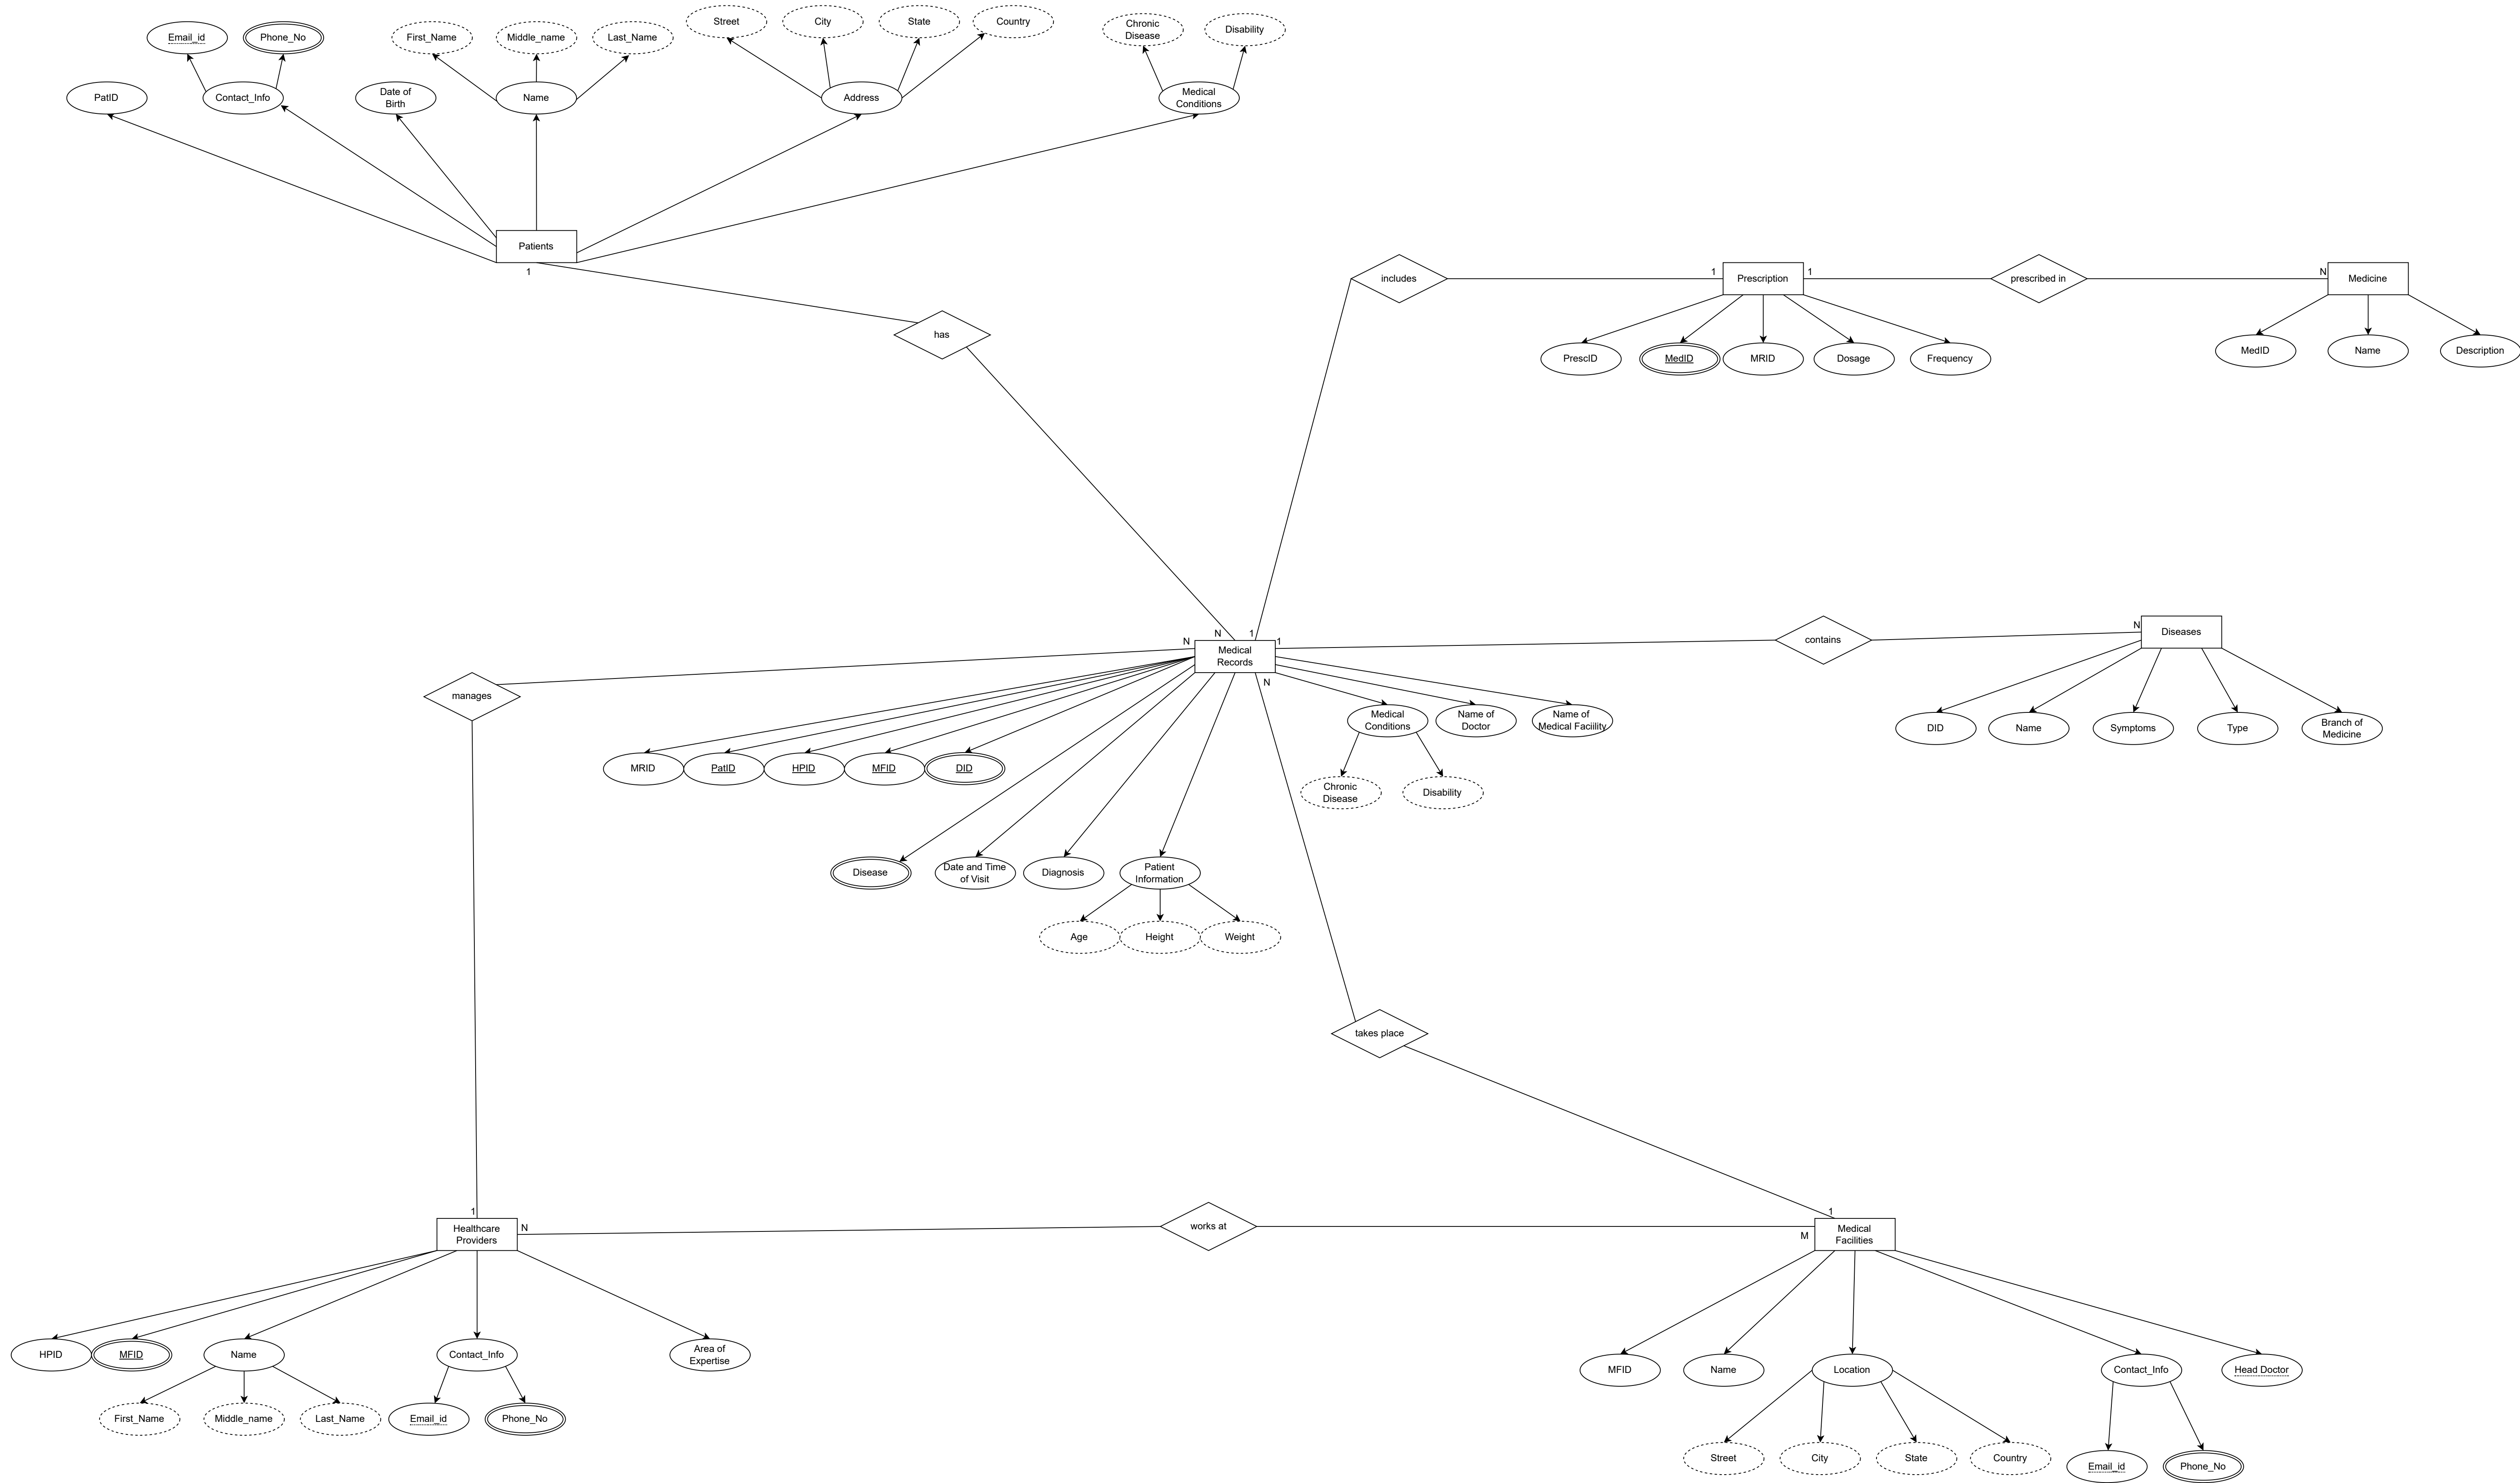 Street
City
State
Country
Chronic
Disease
Disability
Email_id
Phone_No
First_Name
Middle_name
Last_Name
PatID
Contact_Info
Date of
Birth
Name
Address
Medical
Conditions
Patients
1
has
includes
1
Prescription
1
prescribed in
N
Medicine
PrescID
MedID
MRID
Dosage
Frequency
MedID
Name
Description
N
N
1
1
Medical
Records
contains
N
Diseases
manages
MRID
PatID
HPID
MFID
DID
N
Medical
Conditions
Name of
Doctor
Name of
Medical Faciility
DID
Name
Symptoms
Type
Branch of
Medicine
Chronic
Disease
Disability
Disease
Date and Time
of Visit
Diagnosis
Patient
Information
Age
Height
Weight
takes place
1
Healthcare
Providers
N
works at
1
M
Medical
Facilities
HPID
MFID
Name
Contact_Info
Area of
Expertise
First_Name
Middle_name
Last_Name
Email_id
Phone_No
MFID
Name
Location
Contact_Info
Head Doctor
Street
City
State
Country
Email_id
Phone_No